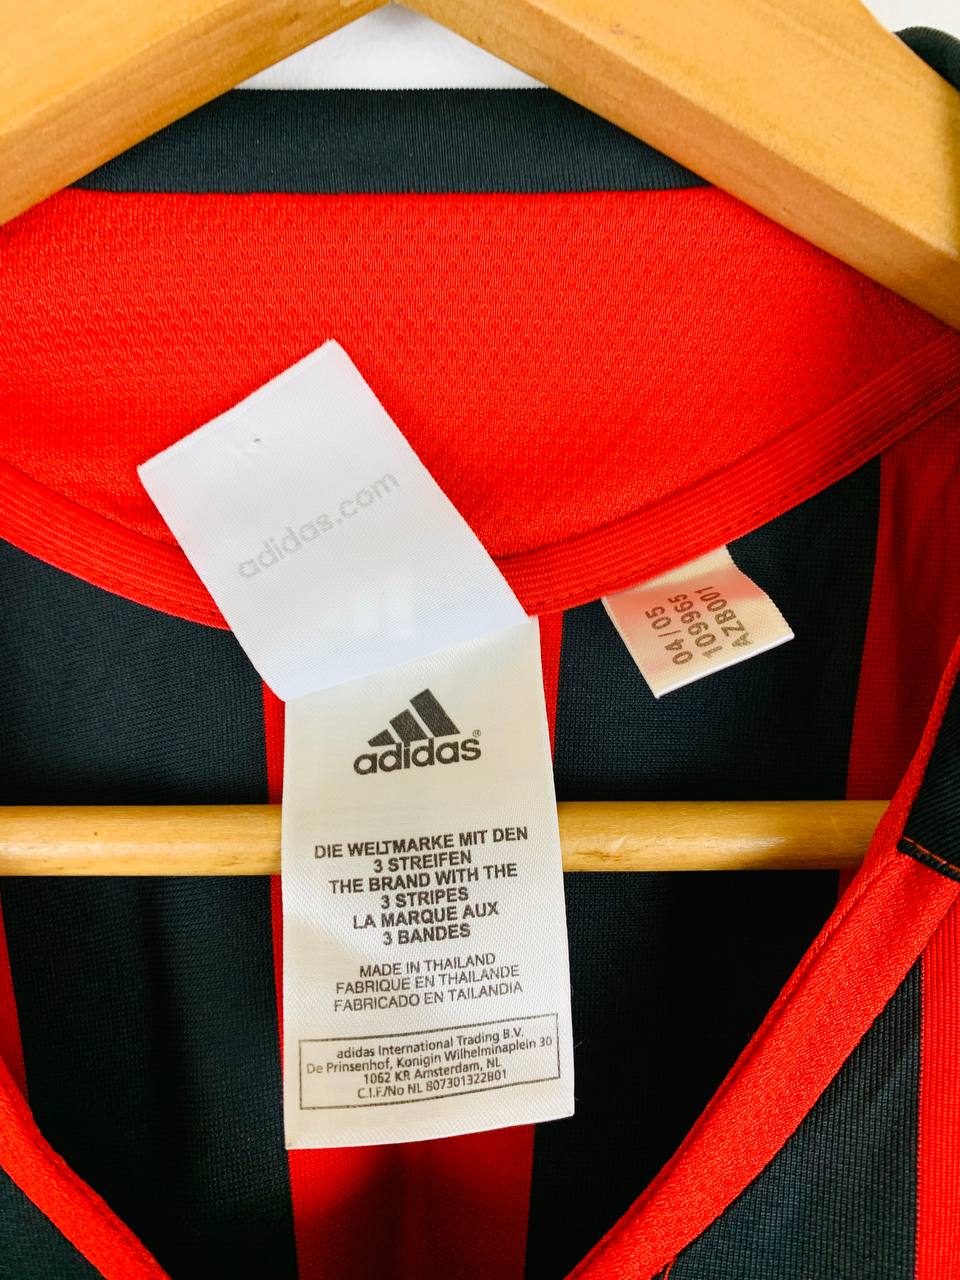 adidas.com
04/05
109965
AZB001
adidas®
DIE WELTMARKE MIT DEN
3 STREIFEN
THE BRAND WITH THE
3 STRIPES
LA MARQUE AUX
3 BANDES
MADE IN THAILAND
FABRIQUE EN THAILANDE
FABRICADO EN TAILANDIA
adidas International Trading B.V.
De Prinsenhof, Konigin Wilhelminaplein 30
1062 KR Amsterdam, NL
C.I.F./No NL 807301322B01